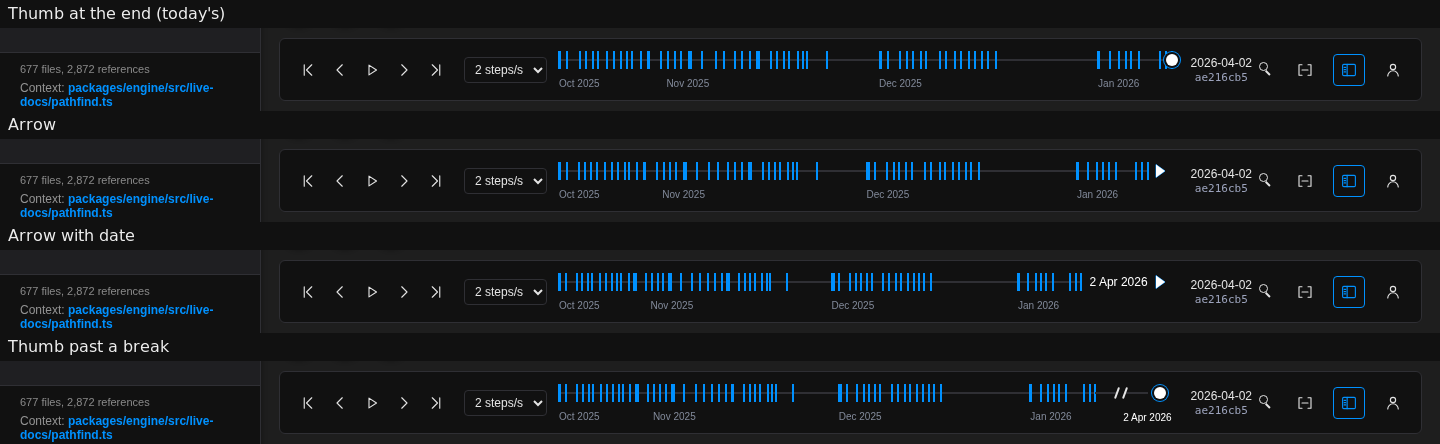 Thumb at the end (today's)
677 files, 2,872 references
Context: packages/engine/src/live-
docs/pathfind.ts
2 steps/s
Oct 2025 Nov 2025 Dec 2025 Jan 2026
2026-04-02
ae216cb5
Arrow
677 files, 2,872 references
Context: packages/engine/src/live-
docs/pathfind.ts
2 steps/s
Oct 2025 Nov 2025 Dec 2025 Jan 2026
2026-04-02
ae216cb5
Arrow with date
677 files, 2,872 references
Context: packages/engine/src/live-
docs/pathfind.ts
2 steps/s
2 Apr 2026
Oct 2025 Nov 2025 Dec 2025 Jan 2026
2026-04-02
ae216cb5
Thumb past a break
677 files, 2,872 references
Context: packages/engine/src/live-
docs/pathfind.ts
2 steps/s
Oct 2025 Nov 2025 Dec 2025 Jan 2026 2 Apr 2026
2026-04-02
ae216cb5